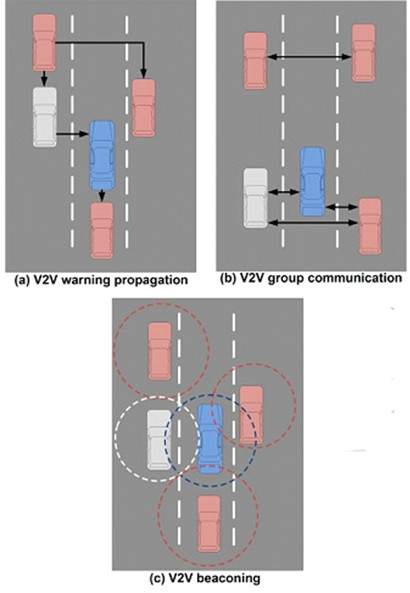 (a) V2V warning propagation
(b) V2V group communication
(c) V2V beaconing